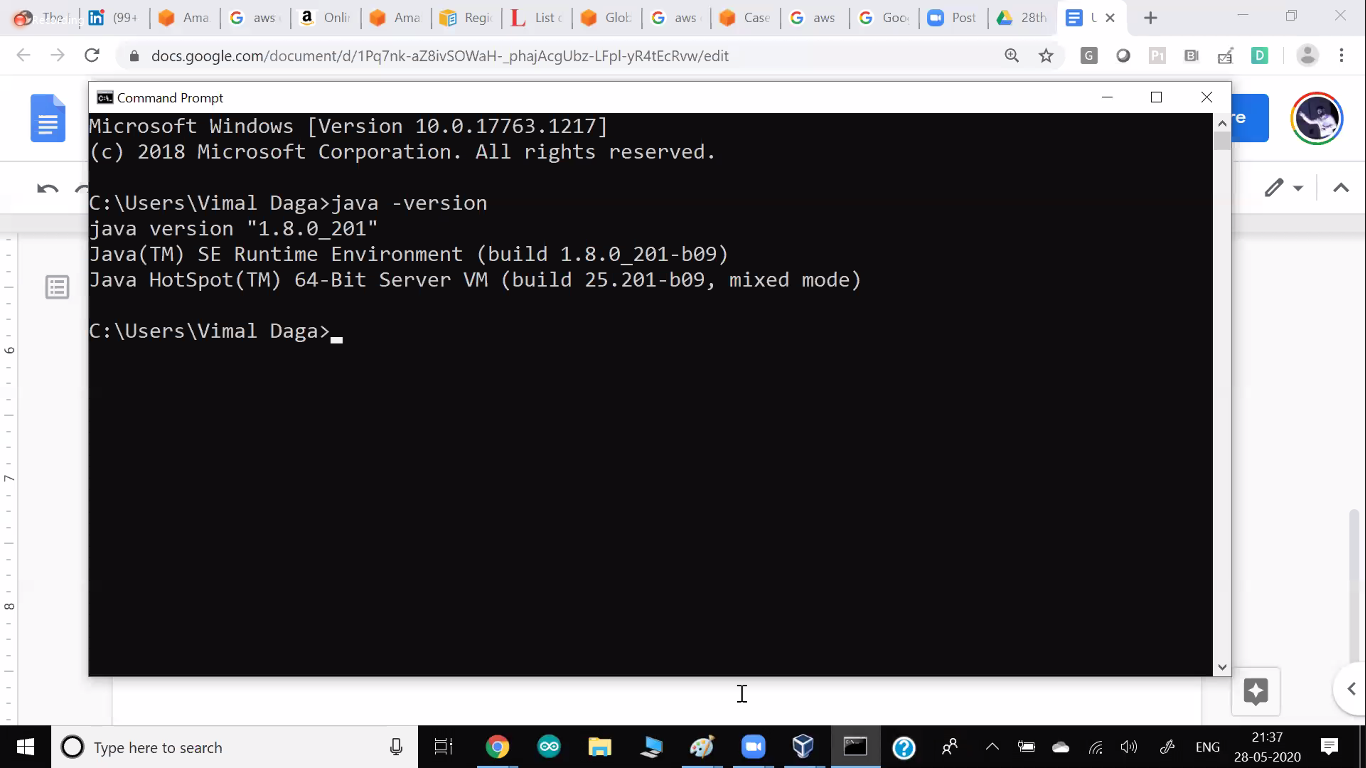 The
(99+
Ama
aws
Onli
Ama
Regi
List c
Glob
aws
Case
aws
Goo
Post
28th
U
docs.google.com/document/d/1Pq7nk-aZ8ivSOWaH-_phajAcgUbz-LFpI-yR4tEcRvw/edit
Command Prompt
re
Microsoft Windows [Version 10.0.17763.1217]
(c) 2018 Microsoft Corporation. All rights reserved.
C:\Users\Vimal Daga>java -version
java version "1.8.0_201"
Java(TM) SE Runtime Environment (build 1.8.0_201-b09)
Java HotSpot(TM) 64-Bit Server VM (build 25.201-b09, mixed mode)
C:\Users\Vimal Daga>
6
7
8
Type here to search
ENG
21:37
28-05-2020